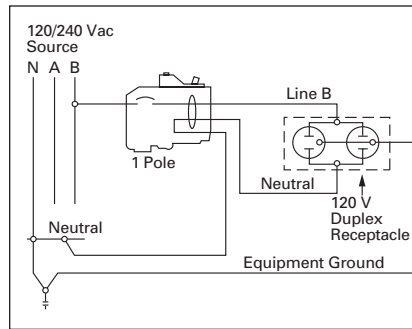 120/240 Vac
Source
N A B
Line B
1 Pole
Neutral
120 V
Duplex
Receptacle
Neutral
Equipment Ground